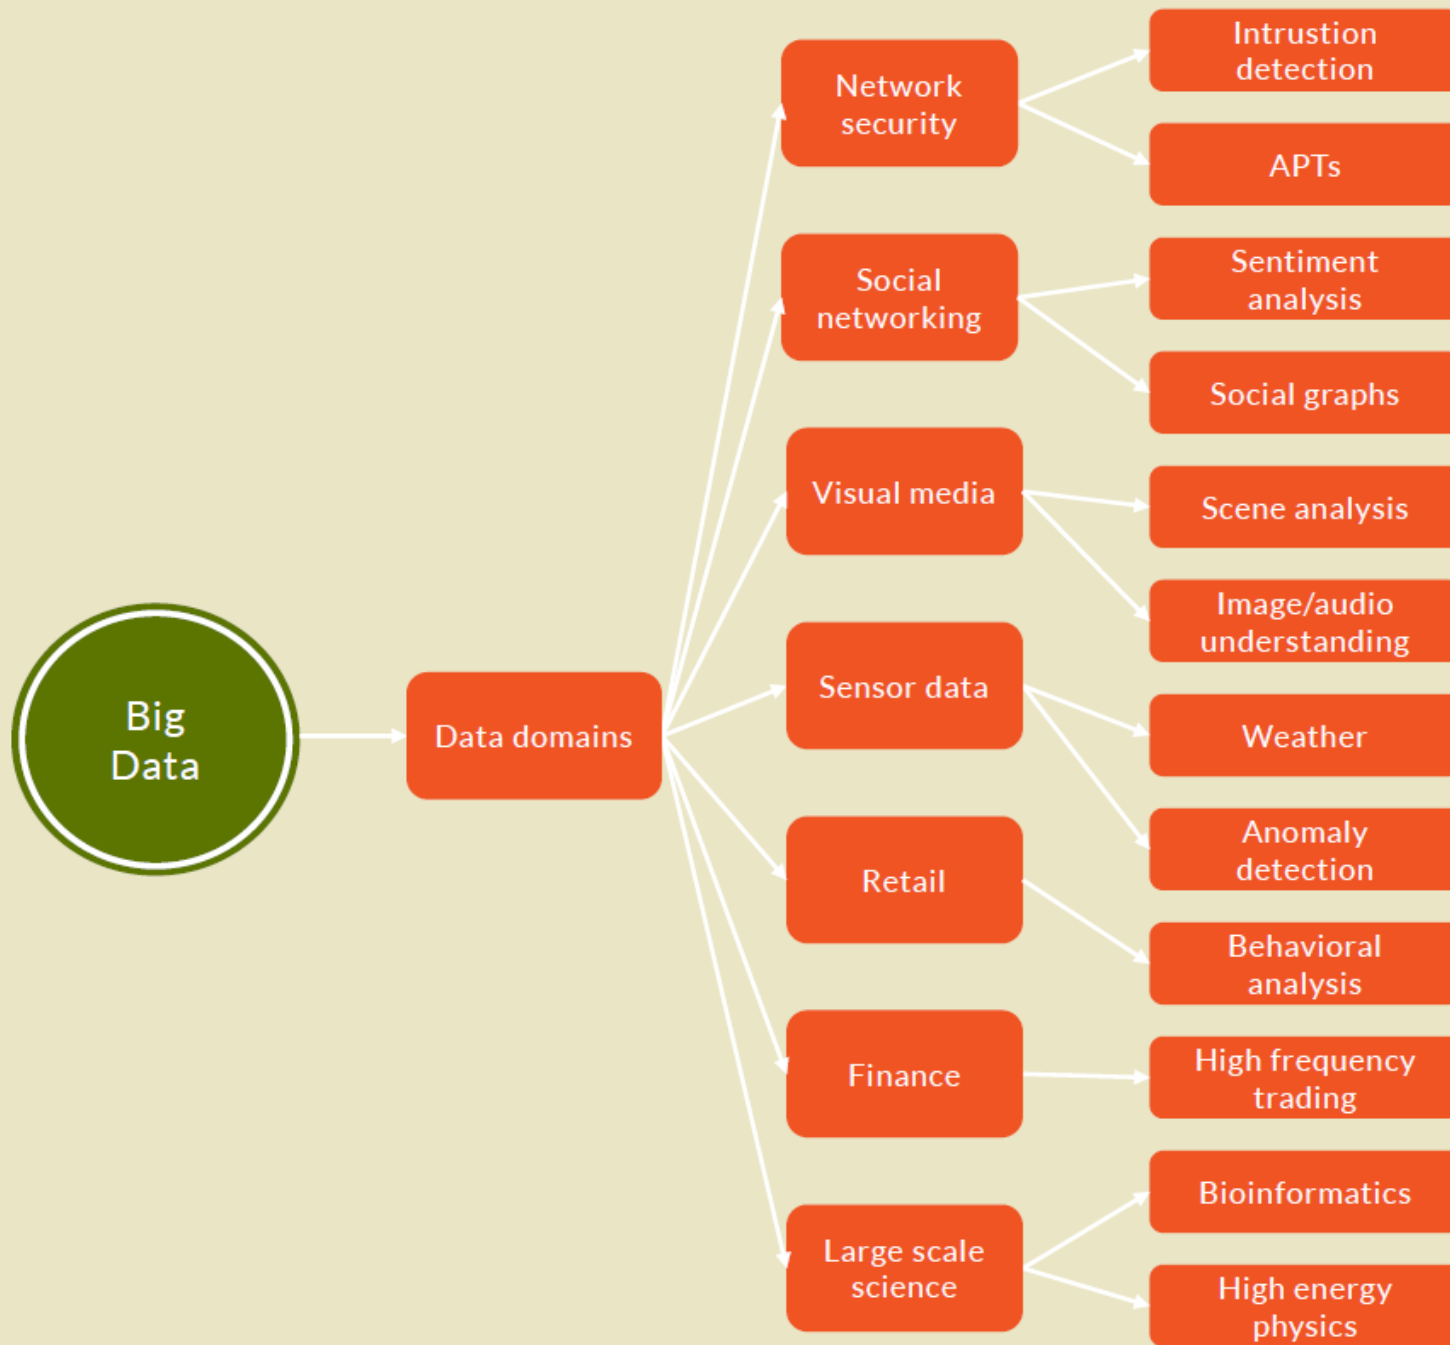 Big
Data
Data domains
Network
security
Social
networking
Visual media
Sensor data
Retail
Finance
Large scale
science
Intrustion
detection
APTs
Sentiment
analysis
Social graphs
Scene analysis
Image/audio
understanding
Weather
Anomaly
detection
Behavioral
analysis
High frequency
trading
Bioinformatics
High energy
physics